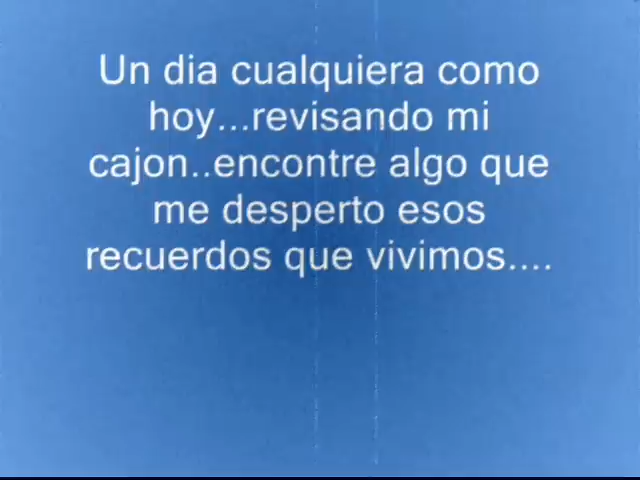 Un dia cualquiera como
hoy...revisando mi
cajon..encontre algo que
me desperto esos
recuerdos que vivimos....